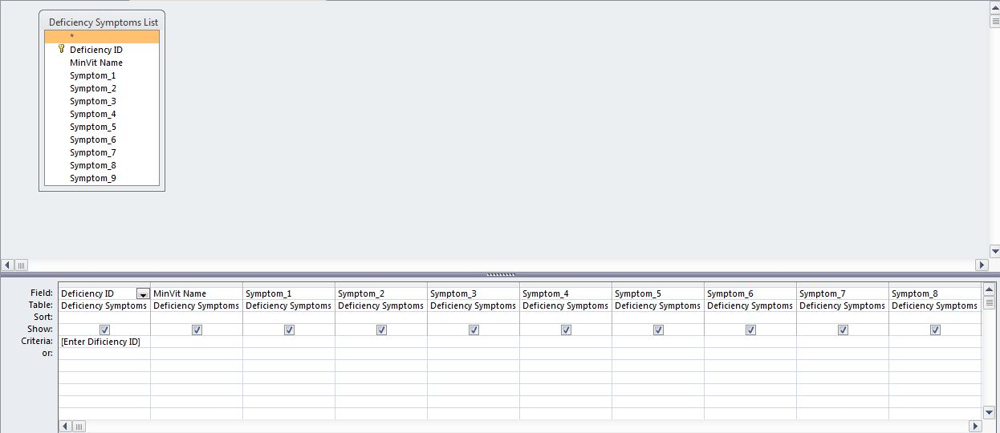 Deficiency Symptoms List
*
Deficiency ID
MinVit Name
Symptom_1
Symptom_2
Symptom_3
Symptom_4
Symptom_5
Symptom_6
Symptom_7
Symptom_8
Symptom_9
Field: Deficiency ID MinVit Name Symptom_1 Symptom_2 Symptom_3 Symptom_4 Symptom_5 Symptom_6 Symptom_7 Symptom_8
Table: Deficiency Symptoms Deficiency Symptoms Deficiency Symptoms Deficiency Symptoms Deficiency Symptoms Deficiency Symptoms Deficiency Symptoms Deficiency Symptoms Deficiency Symptoms Deficiency Symptoms
Sort:
Show:
Criteria: [Enter Dificiency ID]
or: